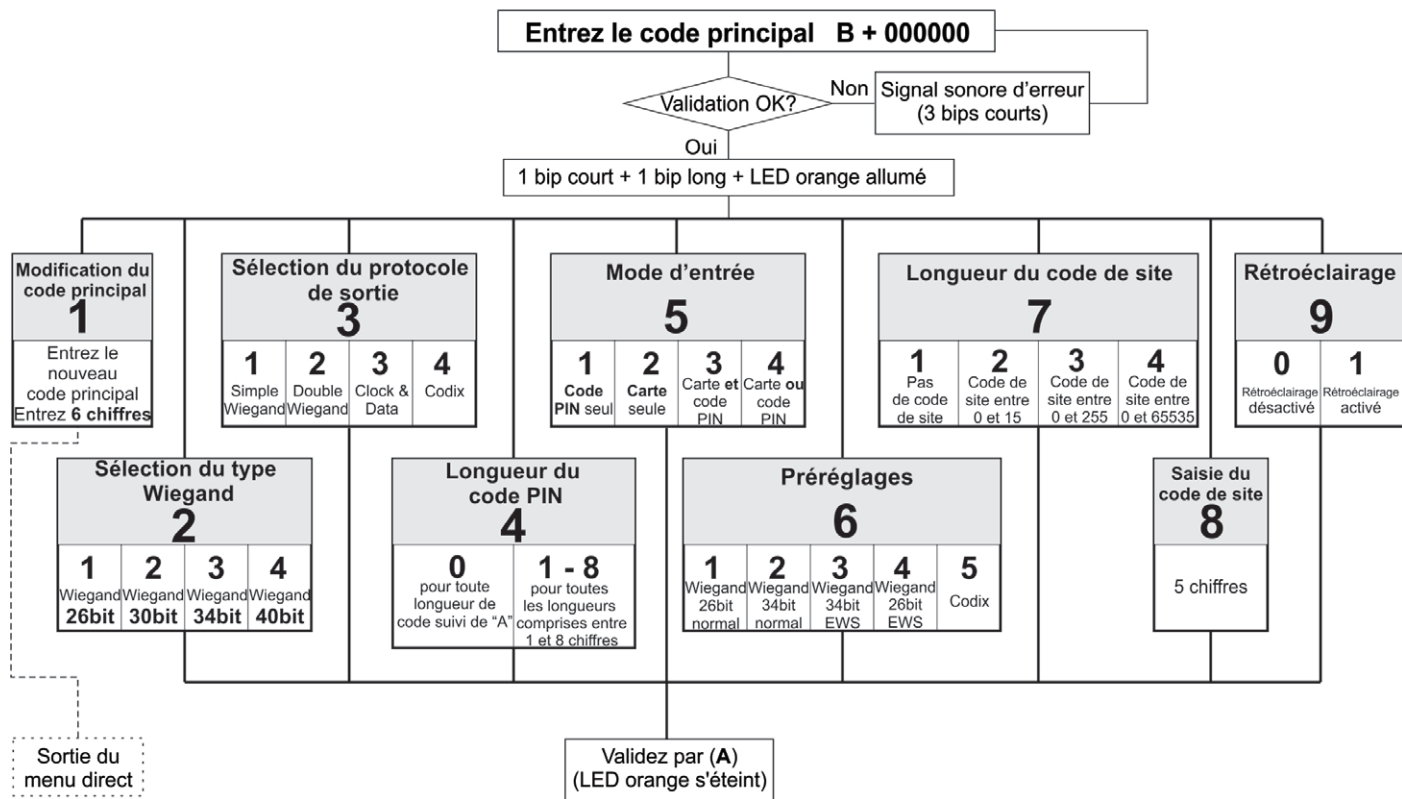 Entrez le code principal B + 000000
Validation OK?
Non
Signal sonore d'erreur
(3 bips courts)
Oui
1 bip court + 1 bip long + LED orange allumé
Modification du
code principal
1
Entrez le
nouveau
code principal
Entrez 6 chiffres
Sélection du protocole
de sortie
3
1
Simple
Wiegand
2
Double
Wiegand
3
Clock &
Data
4
Codix
Mode d'entrée
5
1
Code
PIN seul
2
Carte
seule
3
Carte et
code
PIN
4
Carte ou
code
PIN
Longueur du code de site
7
1
Pas
de code
de site
2
Code de
site entre
0 et 15
3
Code de
site entre
0 et 255
4
Code de
site entre
0 et 65535
Rétroéclairage
9
0
Rétroéclairage
désactivé
1
Rétroéclairage
activé
Sélection du type
Wiegand
2
1
Wiegand
26bit
2
Wiegand
30bit
3
Wiegand
34bit
4
Wiegand
40bit
Longueur du
code PIN
4
0
pour toute
longueur de
code suivi de "A"
1 - 8
pour toutes
les longueurs
comprises entre
1 et 8 chiffres
Préréglages
6
1
Wiegand
26bit
normal
2
Wiegand
34bit
normal
3
Wiegand
34bit
EWS
4
Wiegand
26bit
EWS
5
Codix
Saisie du
code de site
8
5 chiffres
Sortie du
menu direct
Validez par (A)
(LED orange s'éteint)